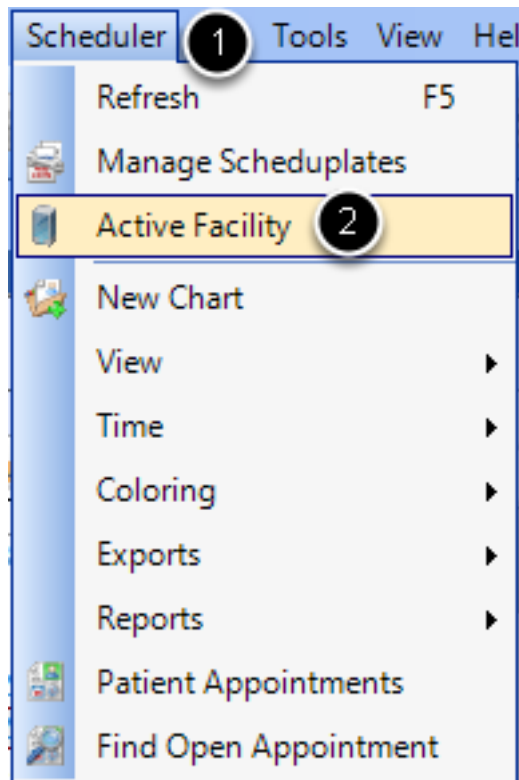 Scheduler 1 Tools View Hel
Refresh F5
Manage Scheduplates
Active Facility 2
New Chart
View
Time
Coloring
Exports
Reports
Patient Appointments
Find Open Appointment